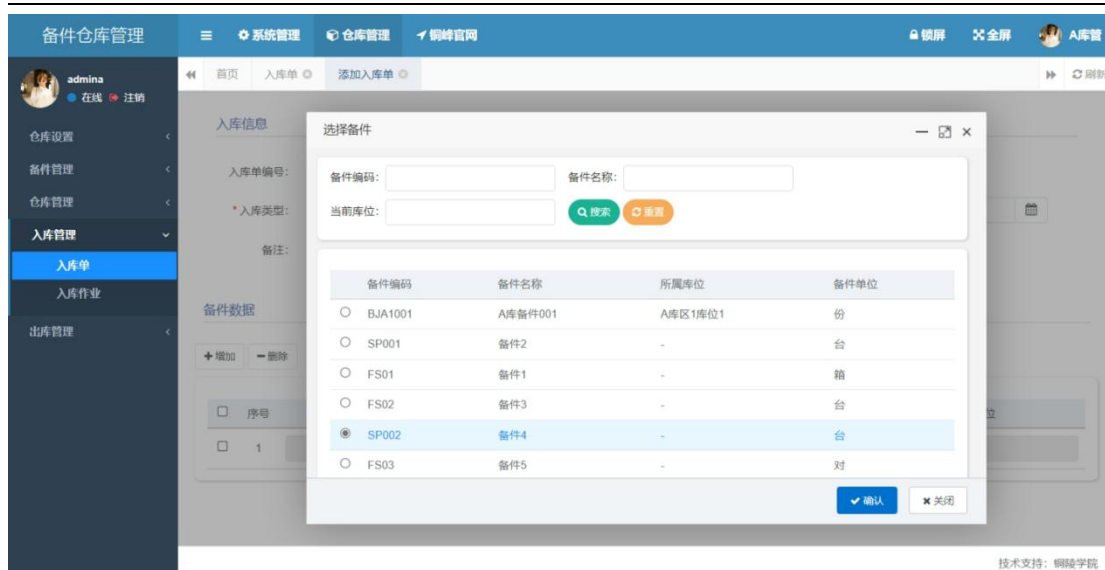 备件仓库管理 系统管理 仓库管理 铜峰官网 锁屏 全屏 A库管
admina
在线 注销
首页 入库单 添加入库单 刷新
仓库设置
备件管理
仓库管理
入库管理
入库单
入库作业
出库管理
入库信息
入库单编号:
*入库类型:
备注:
备件数据
增加 删除
序号 位
1
选择备件
备件编码: 备件名称:
当前库位: 搜索 重置
备件编码 备件名称 所属库位 备件单位
BJA1001 A库备件001 A库区1库位1 份
SP001 备件2 - 台
FS01 备件1 - 箱
FS02 备件3 - 台
SP002 备件4 - 台
FS03 备件5 - 对
确认 关闭
技术支持：铜陵学院